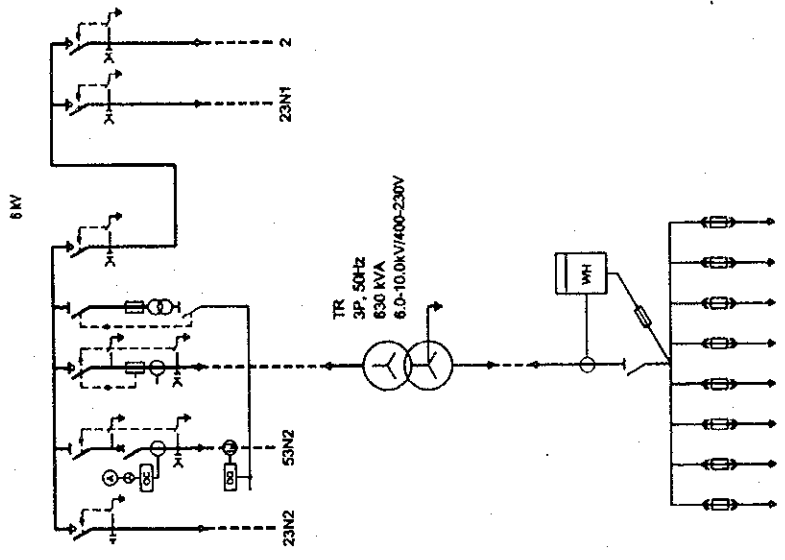 6 kV
2
23N1
TR
3P, 50Hz
630 kVA
6.0-10.0kV/400-230V
WH
A
OC
OC
53N2
23N2